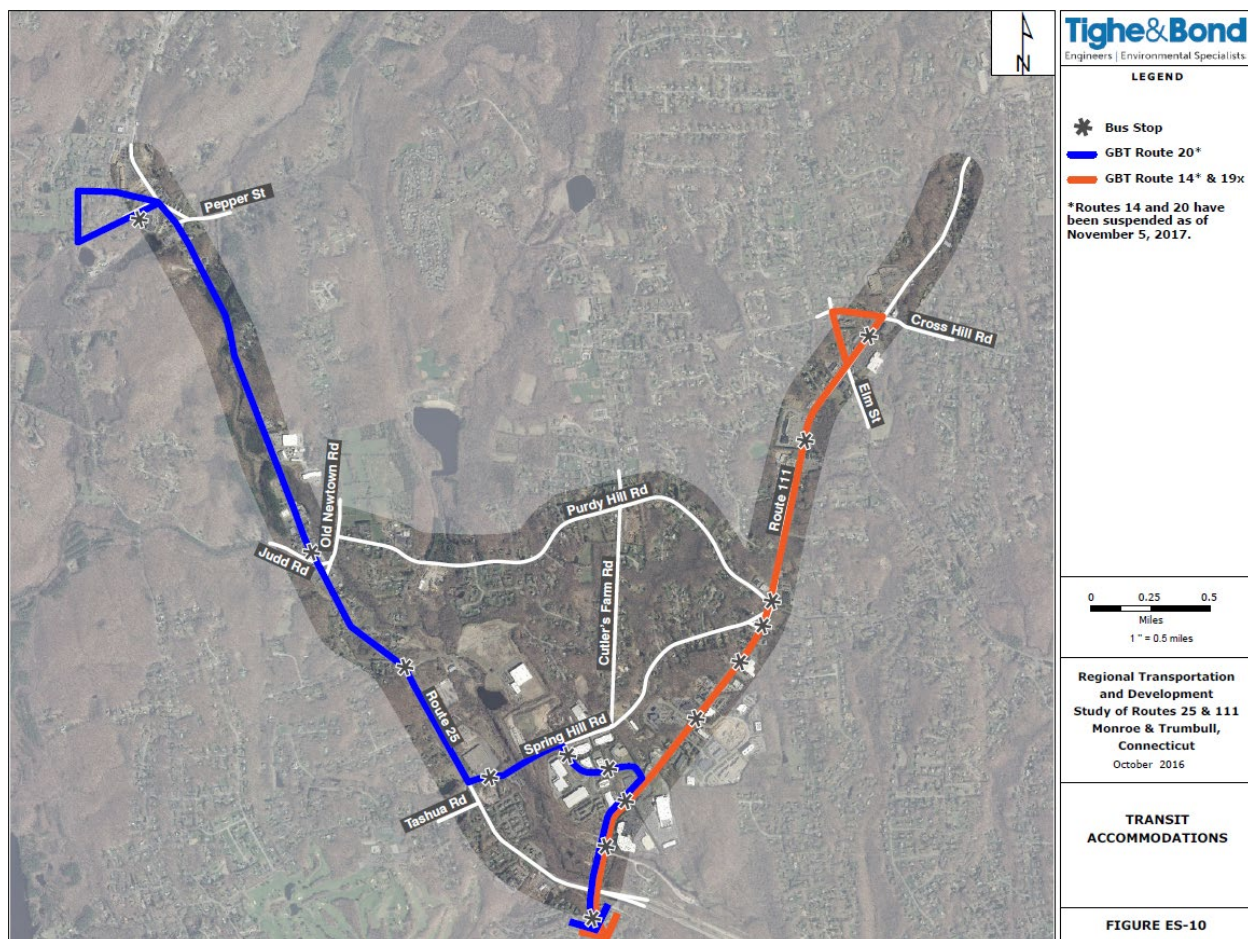 N
Pepper St
Cross Hill Rd
Elm St
Route 111
Old Newtown Rd
Purdy Hill Rd
Judd Rd
Cutler's Farm Rd
Route 25
Spring Hill Rd
Tashua Rd
Tighe&Bond
Engineers | Environmental Specialists
LEGEND
Bus Stop
GBT Route 20*
GBT Route 14* & 19x
*Routes 14 and 20 have
been suspended as of
November 5, 2017.
0 0.25 0.5
Miles
1 " = 0.5 miles
Regional Transportation
and Development
Study of Routes 25 & 111
Monroe & Trumbull,
Connecticut
October 2016
TRANSIT
ACCOMMODATIONS
FIGURE ES-10